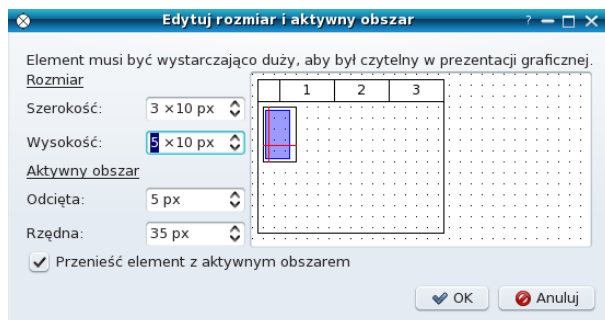 Edytuj rozmiar i aktywny obszar
Element musi być wystarczająco duży, aby był czytelny w prezentacji graficznej.
Rozmiar
Szerokość: 3 ×10 px
Wysokość: 5 ×10 px
Aktywny obszar
Odcięta: 5 px
Rzędna: 35 px
1 2 3
Przenieść element z aktywnym obszarem
OK Anuluj